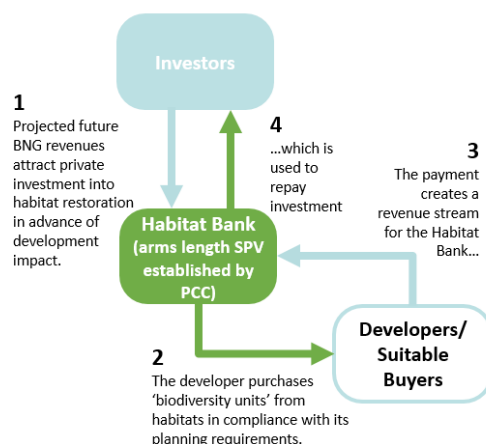 Investors
1
Projected future
BNG revenues
attract private
investment into
habitat restoration
in advance of
development
impact.
4
...which is
used to
repay
investment
3
The payment
creates a
revenue stream
for the Habitat
Bank...
Habitat Bank
(arms length SPV
established by
PCC)
Developers/
Suitable
Buyers
2
The developer purchases
‘biodiversity units’ from
habitats in compliance with its
planning requirements.